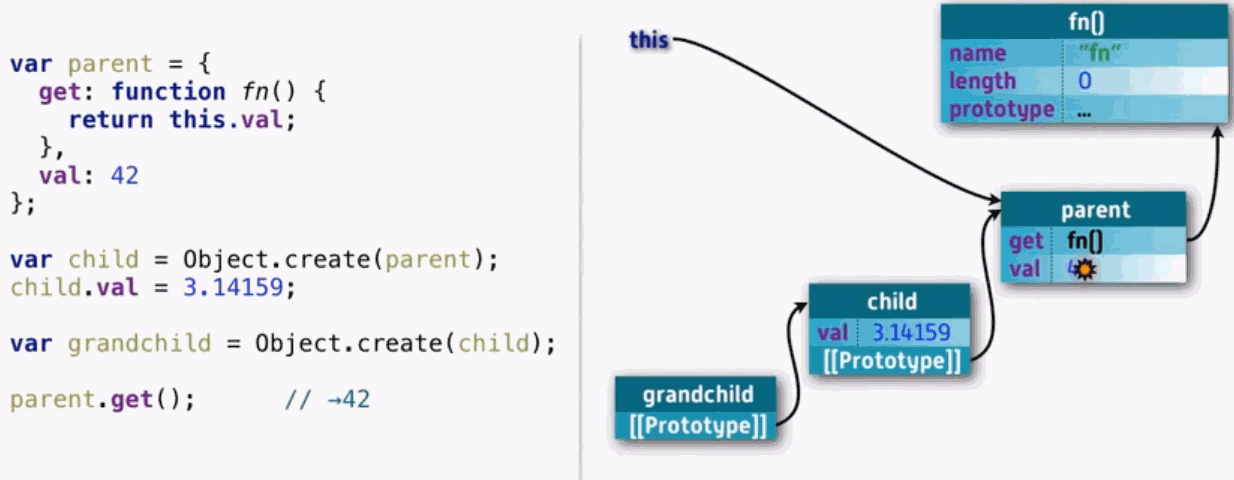 var parent = {
  get: function fn() {
    return this.val;
  },
  val: 42
};
var child = Object.create(parent);
child.val = 3.14159;
var grandchild = Object.create(child);
parent.get();      // →42
this
fn()
name "fn"
length 0
prototype ...
parent
get fn()
val
child
val 3.14159
[[Prototype]]
grandchild
[[Prototype]]